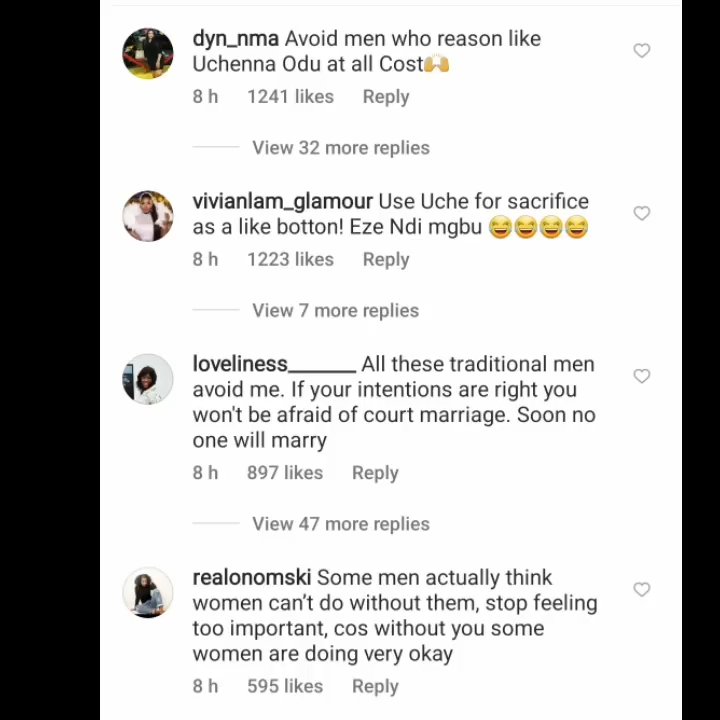 dyn_nma Avoid men who reason like
Uchenna Odu at all Cost🙌
8 h 1241 likes Reply
View 32 more replies
vivianlam_glamour Use Uche for sacrifice
as a like botton! Eze Ndi mgbu 😂😂😂😂
8 h 1223 likes Reply
View 7 more replies
loveliness______ All these traditional men
avoid me. If your intentions are right you
won't be afraid of court marriage. Soon no
one will marry
8 h 897 likes Reply
View 47 more replies
realonomski Some men actually think
women can't do without them, stop feeling
too important, cos without you some
women are doing very okay
8 h 595 likes Reply